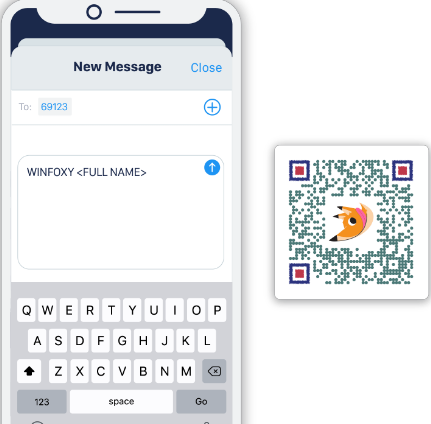 New Message
Close
To: 69123
WINFOXY <FULL NAME>
Q W E R T Y U I O P
A S D F G H J K L
Z X C V B N M
123
space
Go